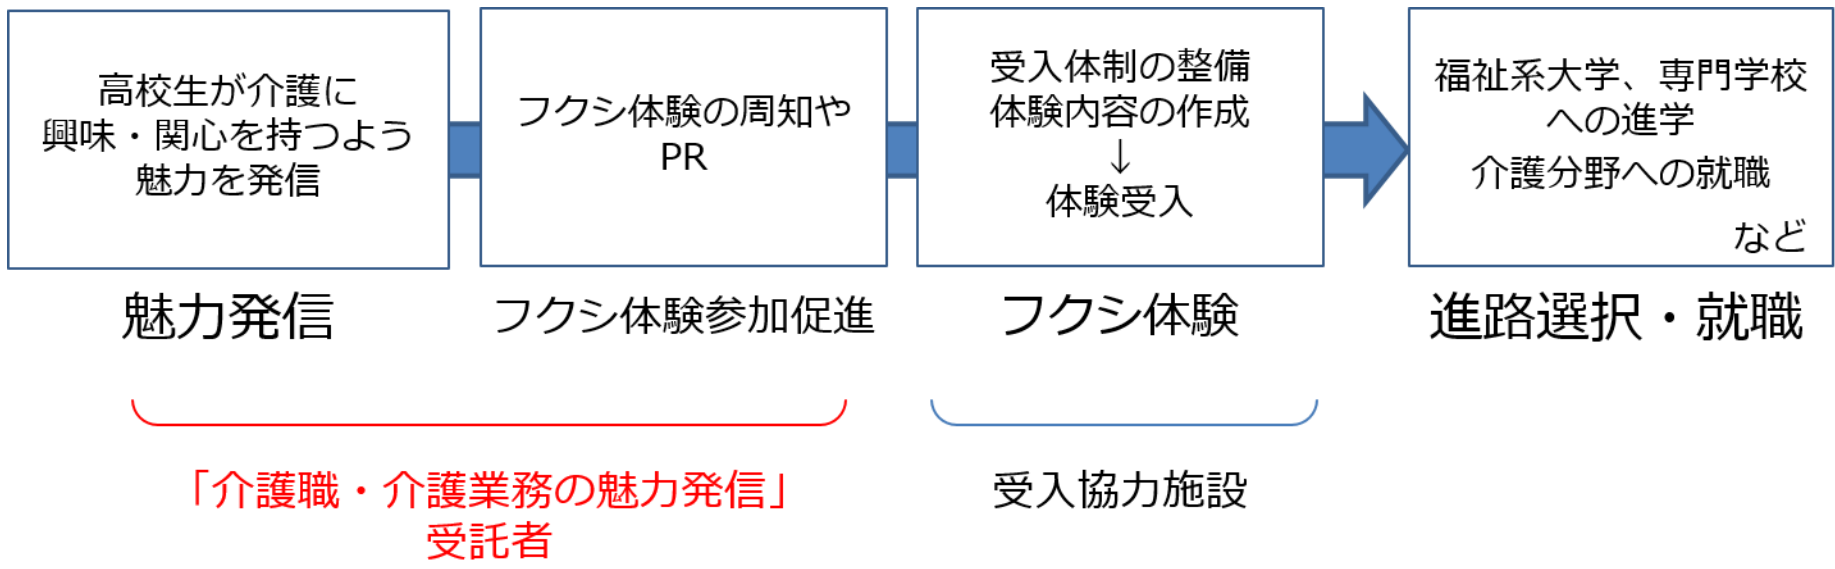 高校生が介護に
興味・関心を持つよう
魅力を発信
フクシ体験の周知や
PR
受入体制の整備
体験内容の作成
↓
体験受入
福祉系大学、専門学校
への進学
介護分野への就職
など
魅力発信
フクシ体験参加促進
フクシ体験
進路選択・就職
「介護職・介護業務の魅力発信」
受託者
受入協力施設